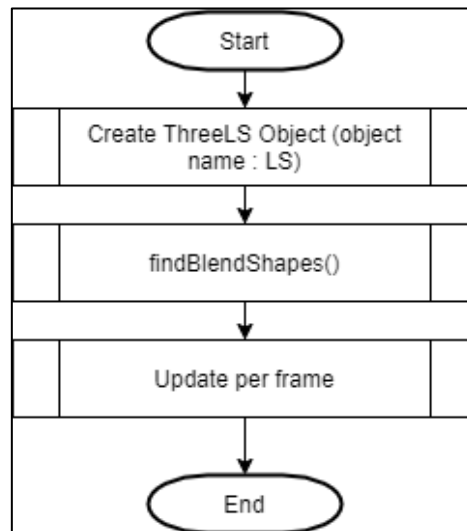 Start
Create ThreeLS Object (object
name : LS)
findBlendShapes()
Update per frame
End